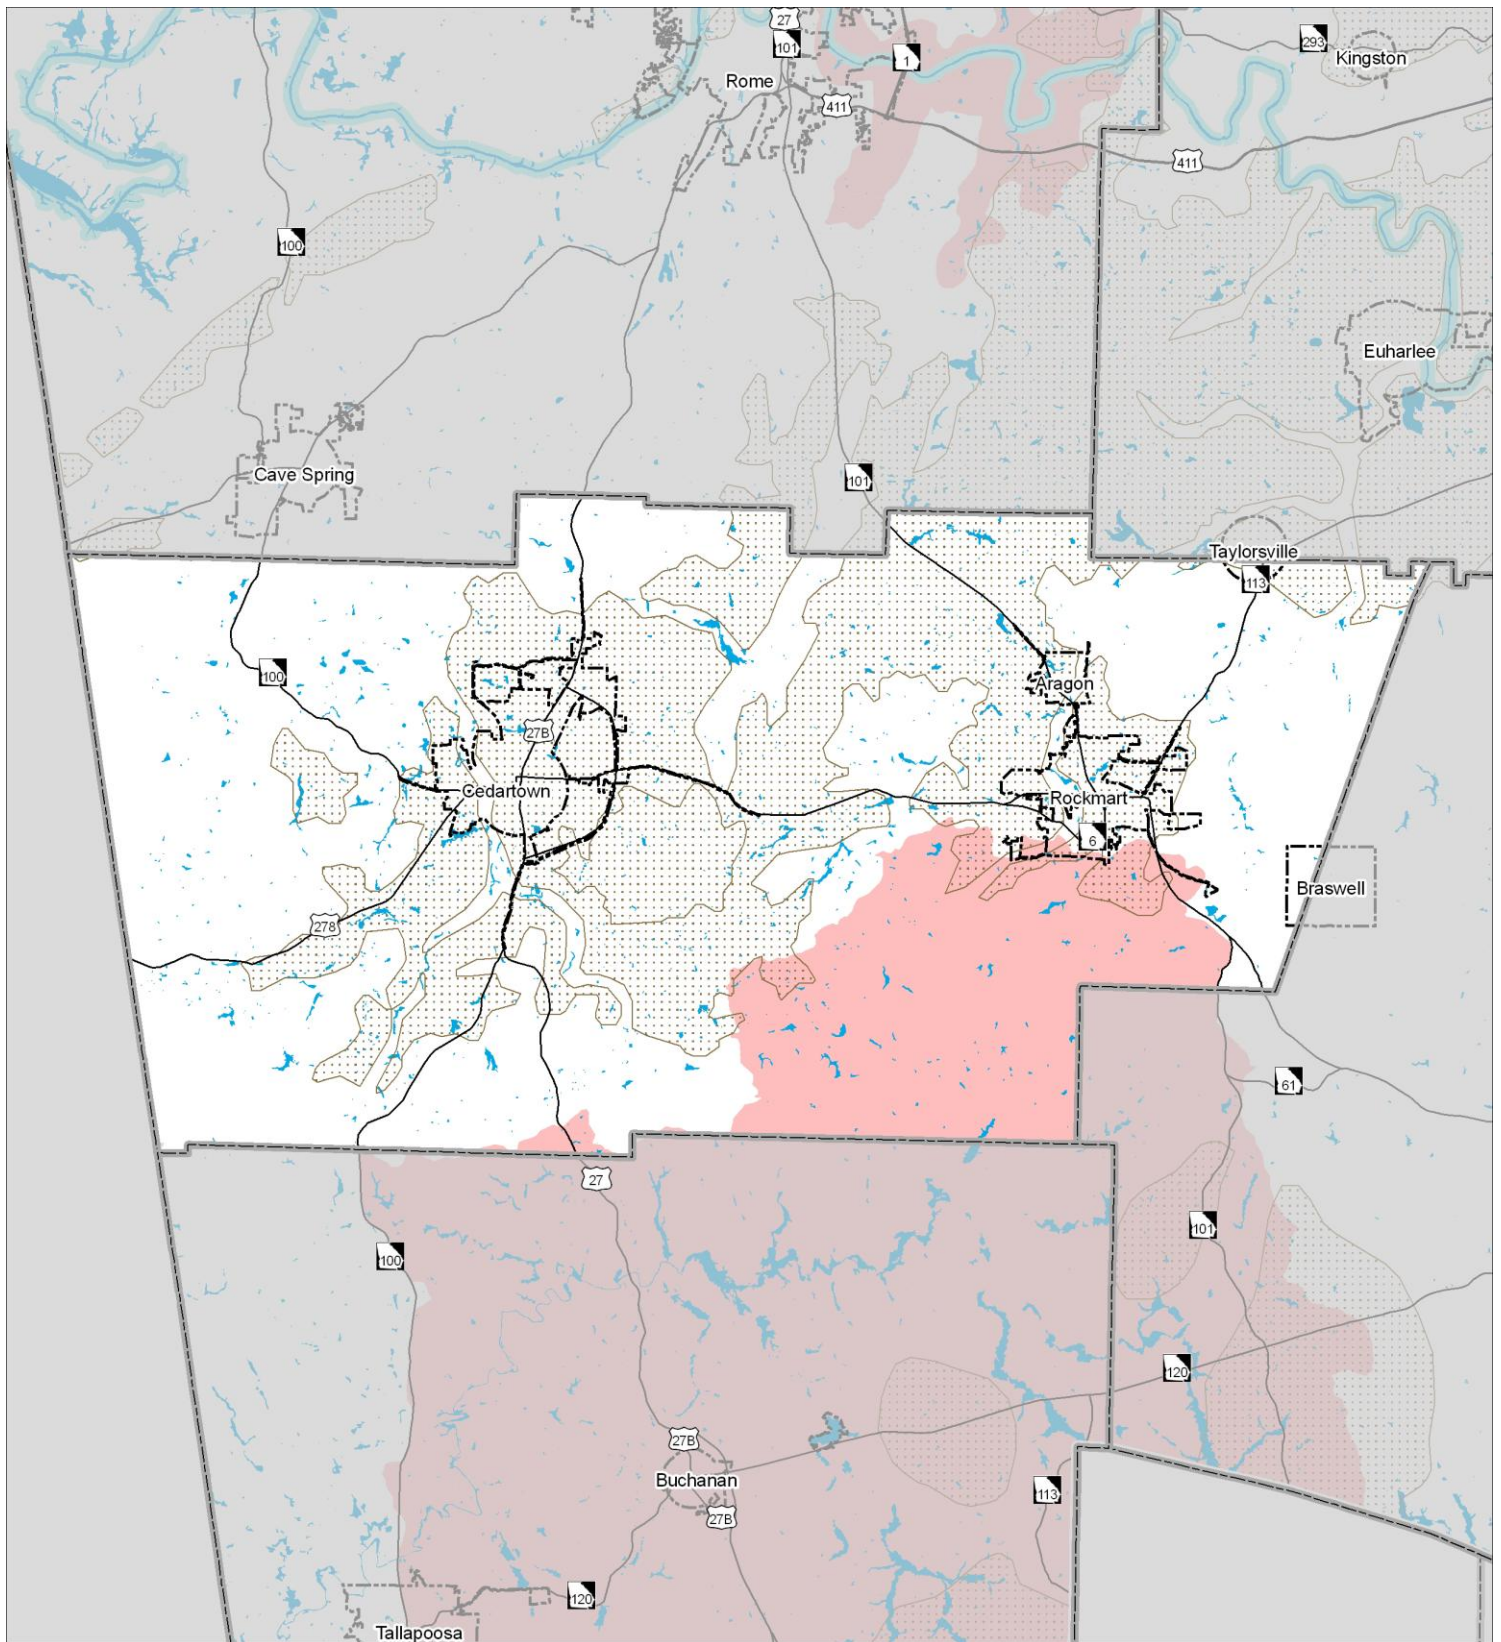 27
101
1
293
Kingston
Rome
411
411
100
Euharlee
Cave Spring
101
Taylorsville
113
100
Aragon
27B
Cedartown
Rockmart
6
Braswell
278
61
27
101
100
120
27B
Buchanan
113
27B
120
Tallapoosa